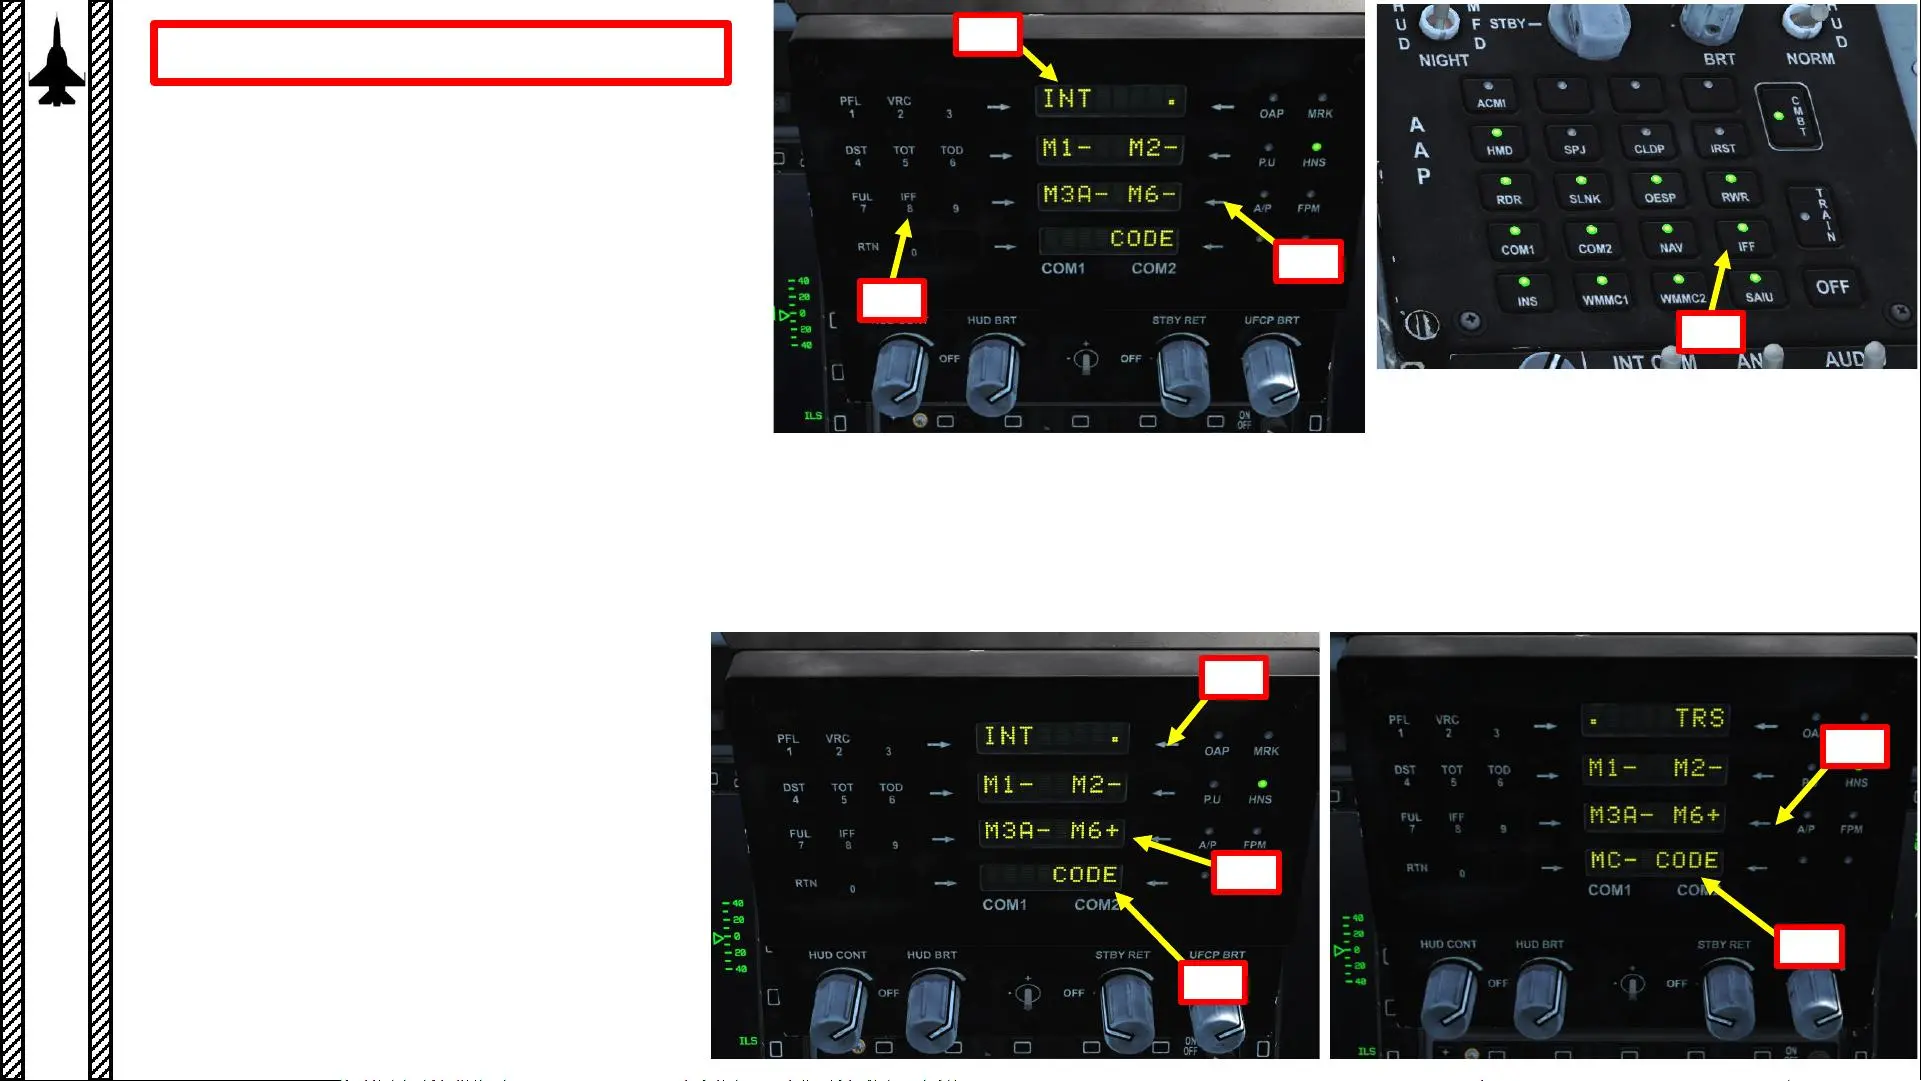 INT .
PFL VRC
1 2 3
OAP MRK
M1- M2-
DST TOT TOD
4 5 6
P.U HNS
M3A- M6-
FUL IFF
7 8 9
A/P FPM
CODE
RTN 0
COM1 COM2
40
20
0
20
40
HUD BRT STBY RET UFCP BRT
OFF OFF
ILS
ON
OFF
HUD MFD STBY HUD
NIGHT BRT NORM
AAP
ACMI
CMBT
HMD SPJ CLDP IRST
RDR SLNK OESP RWR
TRAIN
COM1 COM2 NAV IFF
INS WMMC1 WMMC2 SAIU OFF
INT COM
INT .
PFL VRC
1 2 3
OAP MRK
M1- M2-
DST TOT TOD
4 5 6
P.U HNS
M3A- M6+
FUL IFF
7 8 9
A/P FPM
CODE
RTN 0
COM1 COM2
40
20
0
20
40
HUD CONT HUD BRT STBY RET UFCP BRT
OFF OFF
ILS
ON
OFF
. TRS
PFL VRC
1 2 3
M1- M2-
DST TOT TOD
4 5 6
HNS
M3A- M6+
FUL IFF
7 8 9
A/P FPM
MC- CODE
RTN 0
COM1
40
20
0
20
40
HUD CONT HUD BRT STBY RET
OFF OFF
ILS
ON
OFF